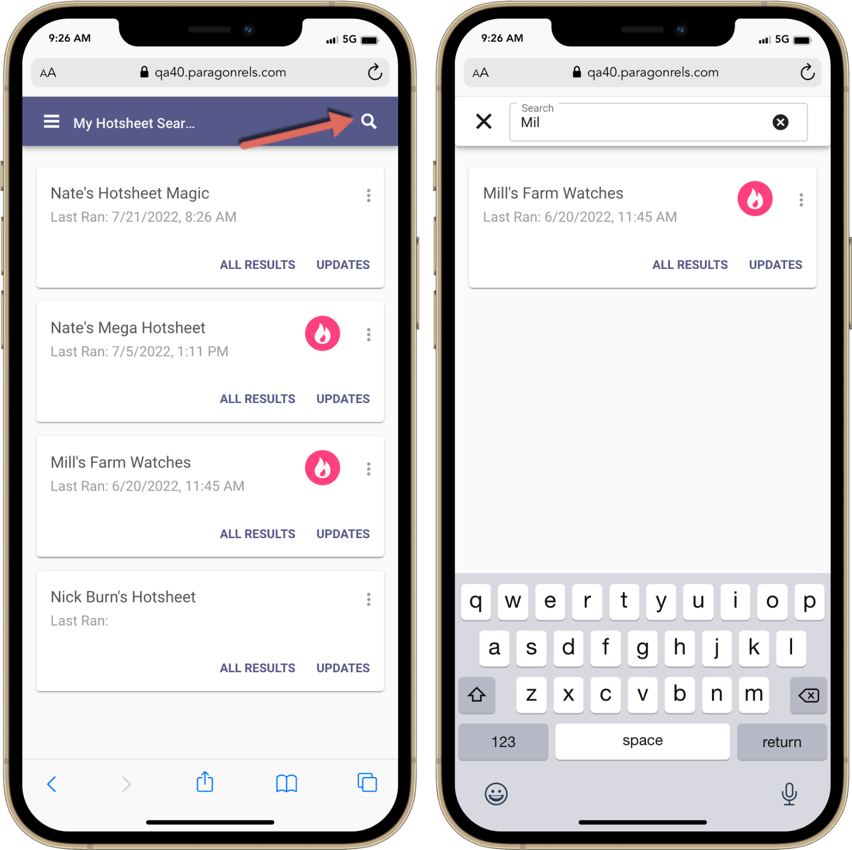 9:26 AM
5G
AA
qa40.paragonrels.com
My Hotsheet Sear...
Nate's Hotsheet Magic
Last Ran: 7/21/2022, 8:26 AM
ALL RESULTS UPDATES
Nate's Mega Hotsheet
Last Ran: 7/5/2022, 1:11 PM
ALL RESULTS UPDATES
Mill's Farm Watches
Last Ran: 6/20/2022, 11:45 AM
ALL RESULTS UPDATES
Nick Burn's Hotsheet
Last Ran:
ALL RESULTS UPDATES
9:26 AM
5G
AA
qa40.paragonrels.com
Search
Mil
Mill's Farm Watches
Last Ran: 6/20/2022, 11:45 AM
ALL RESULTS UPDATES
q w e r t y u i o p
a s d f g h j k l
z x c v b n m
123 space return